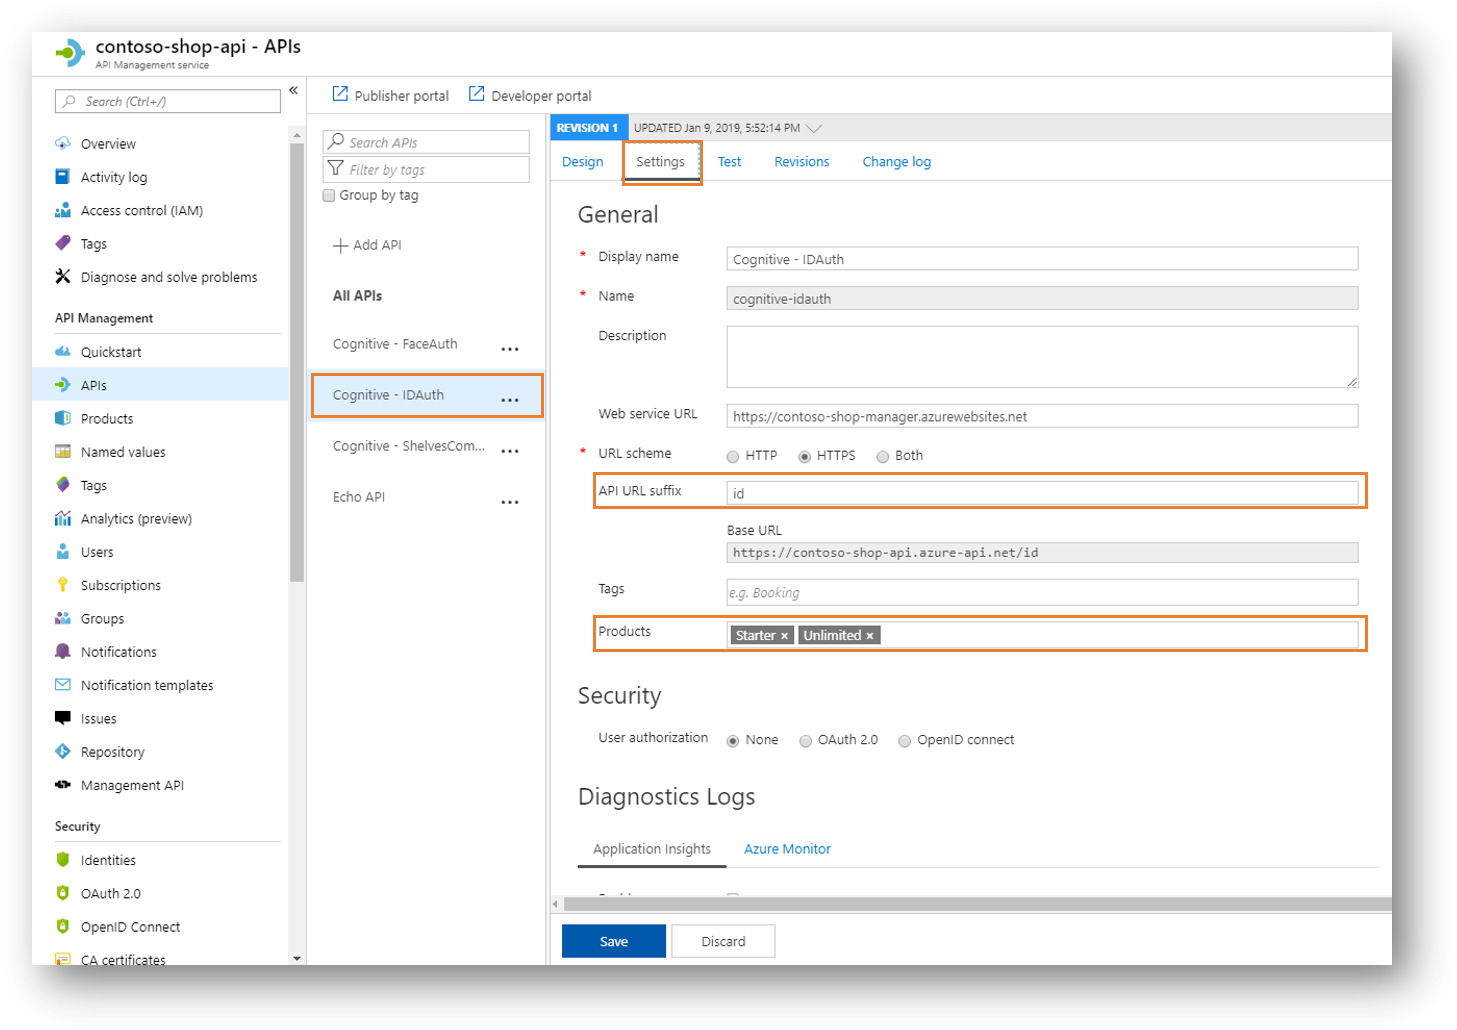 contoso-shop-api - APIs
API Management service
Search (Ctrl+/)
«
Overview
Activity log
Access control (IAM)
Tags
Diagnose and solve problems
API Management
Quickstart
APIs
Products
Named values
Tags
Analytics (preview)
Users
Subscriptions
Groups
Notifications
Notification templates
Issues
Repository
Management API
Security
Identities
OAuth 2.0
OpenID Connect
CA certificates
Publisher portal
Developer portal
Search APIs
Filter by tags
Group by tag
Add API
All APIs
Cognitive - FaceAuth ...
Cognitive - IDAuth ...
Cognitive - ShelvesCom... ...
Echo API ...
REVISION 1 UPDATED Jan 9, 2019, 5:52:14 PM
Design Settings Test Revisions Change log
General
* Display name Cognitive - IDAuth
* Name cognitive-idauth
Description
Web service URL https://contoso-shop-manager.azurewebsites.net
* URL scheme HTTP HTTPS Both
API URL suffix id
Base URL
https://contoso-shop-api.azure-api.net/id
Tags e.g. Booking
Products Starter × Unlimited ×
Security
User authorization None OAuth 2.0 OpenID connect
Diagnostics Logs
Application Insights Azure Monitor
Save Discard